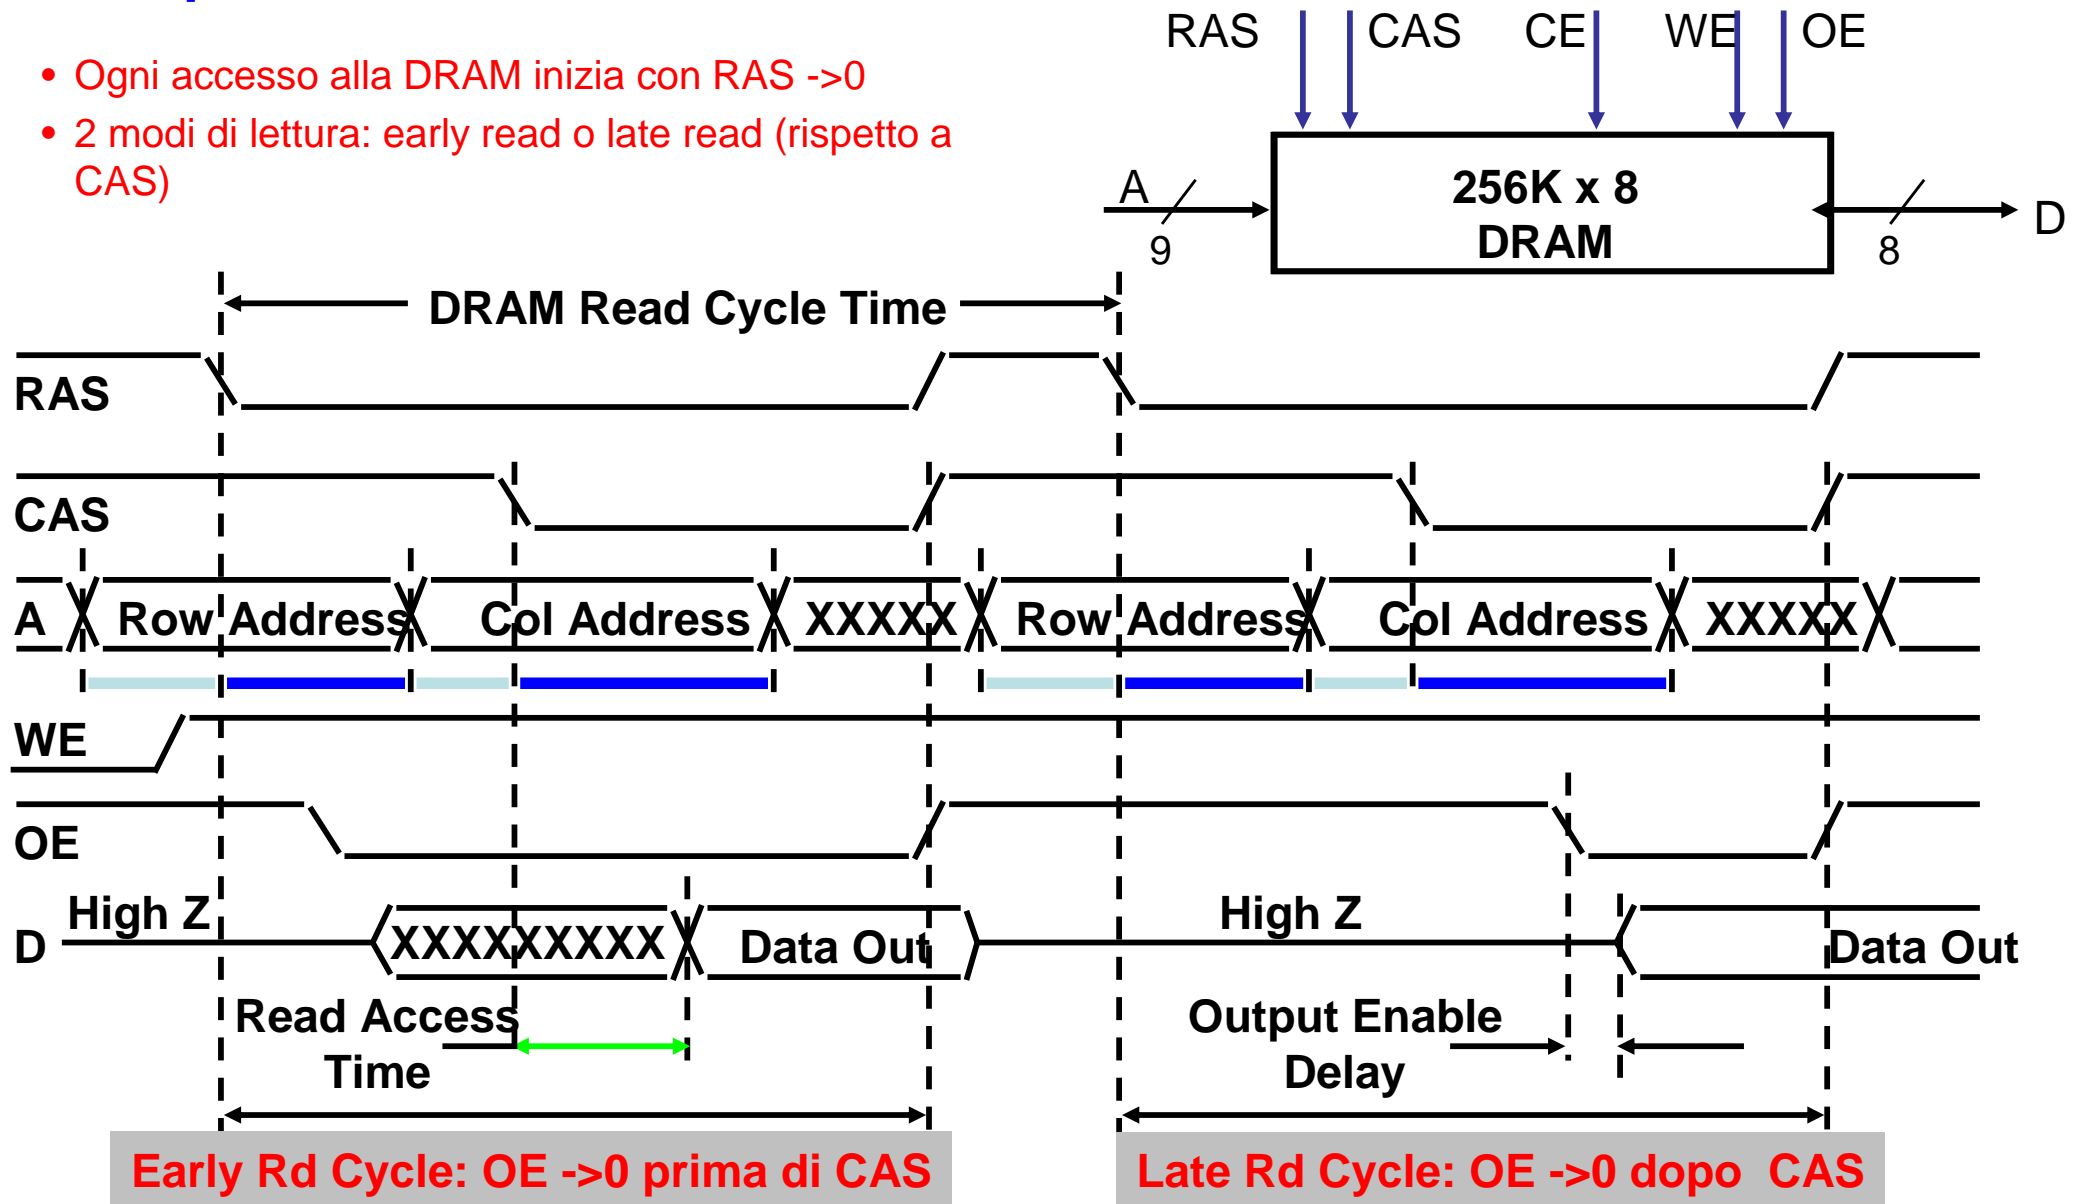 RAS CAS CE WE OE
• Ogni accesso alla DRAM inizia con RAS ->0
• 2 modi di lettura: early read o late read (rispetto a
CAS)
A
9
256K x 8
DRAM
8
D
DRAM Read Cycle Time
RAS
CAS
A Row Address Col Address XXXXX Row Address Col Address XXXXX
WE
OE
High Z High Z
D XXXXXXXXX Data Out Data Out
Read Access
Time
Output Enable
Delay
Early Rd Cycle: OE ->0 prima di CAS
Late Rd Cycle: OE ->0 dopo CAS